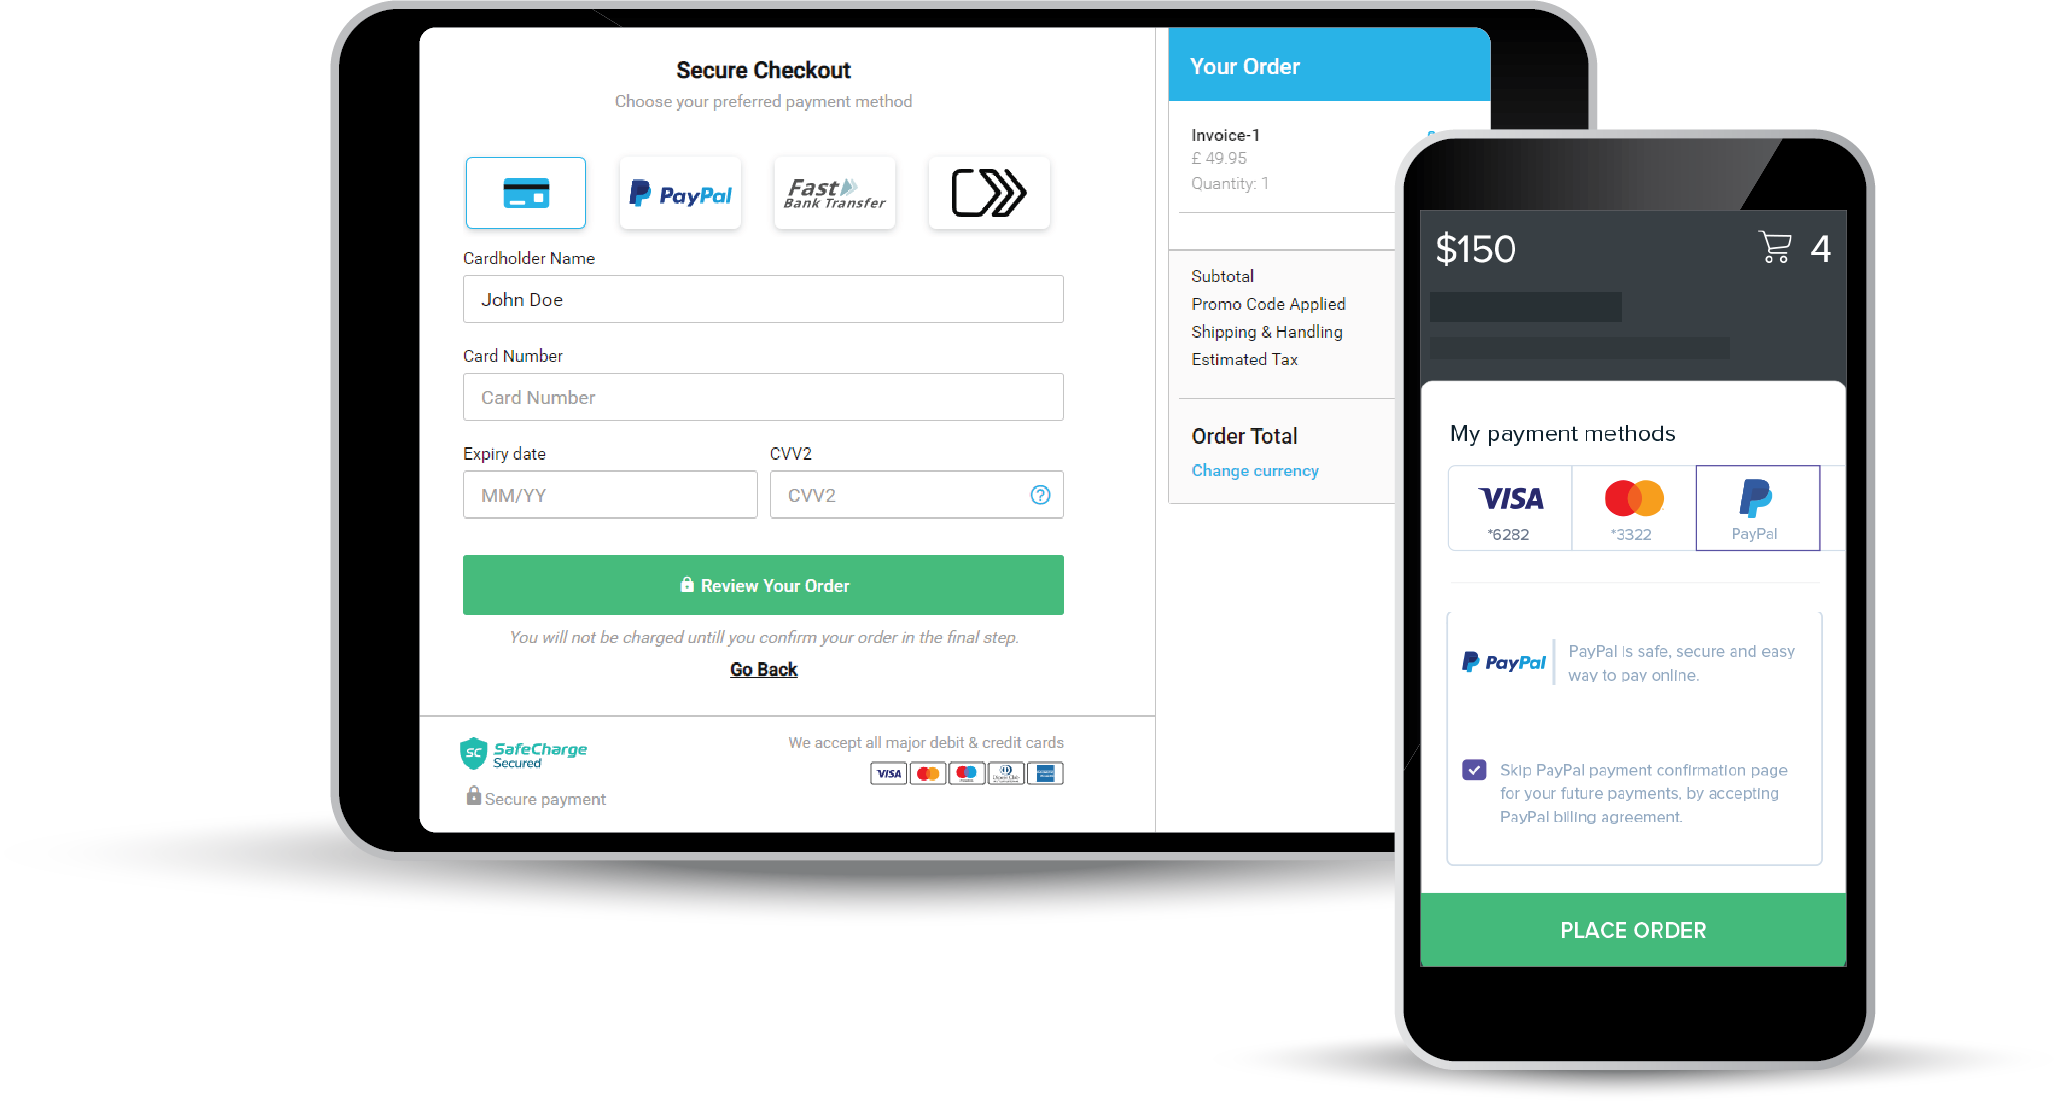 Secure Checkout
Choose your preferred payment method
PayPal
Fast
Bank Transfer
Cardholder Name
John Doe
Card Number
Card Number
Expiry date
CVV2
MM/YY
CVV2
?
Review Your Order
You will not be charged untill you confirm your order in the final step.
Go Back
SC SafeCharge
Secured
Secure payment
We accept all major debit & credit cards
VISA
Your Order
Invoice-1
£ 49.95
Quantity: 1
Subtotal
Promo Code Applied
Shipping & Handling
Estimated Tax
Order Total
Change currency
$150
4
My payment methods
VISA
*6282
*3322
PayPal
PayPal
PayPal is safe, secure and easy
way to pay online.
Skip PayPal payment confirmation page
for your future payments, by accepting
PayPal billing agreement.
PLACE ORDER